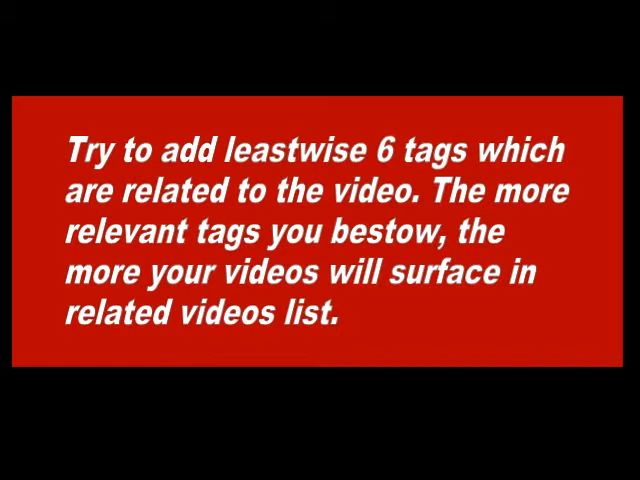 Try to add leastwise 6 tags which
are related to the video. The more
relevant tags you bestow, the
more your videos will surface in
related videos list.